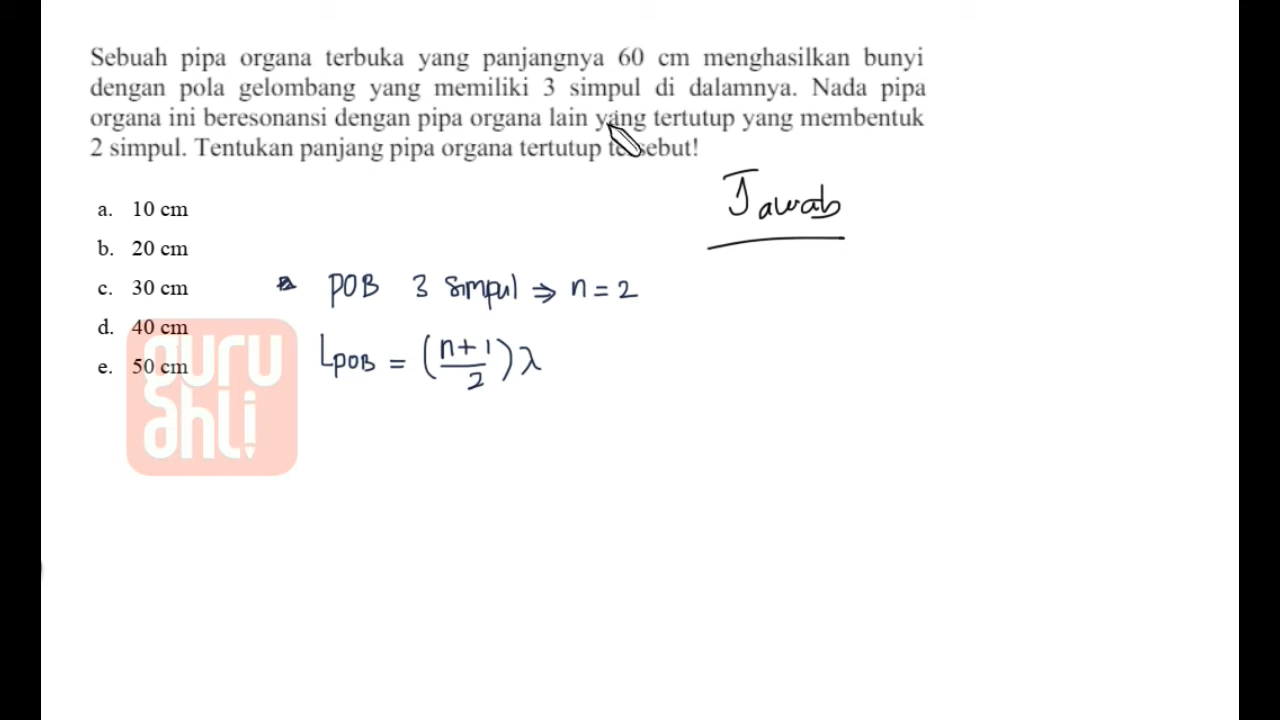 Sebuah pipa organa terbuka yang panjangnya 60 cm menghasilkan bunyi
dengan pola gelombang yang memiliki 3 simpul di dalamnya. Nada pipa
organa ini beresonansi dengan pipa organa lain yang tertutup yang membentuk
2 simpul. Tentukan panjang pipa organa tertutup tersebut!
Jawab
a. 10 cm
b. 20 cm
c. 30 cm
d. 40 cm
e. 50 cm
POB 3 simpul ⇒ n = 2
L_POB = (n+1/2) λ
guru
ahli